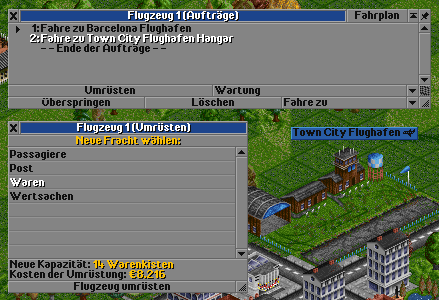 Flugzeug 1 (Aufträge)
Fahrplan
1: Fahre zu Barcelona Flughafen
2: Fahre zu Town City Flughafen Hangar
- - Ende der Aufträge - -
Umrüsten
Wartung
Überspringen
Löschen
Fahre zu
Flugzeug 1 (Umrüsten)
Neue Fracht wählen:
Passagiere
Post
Waren
Wertsachen
Neue Kapazität: 14 Warenkisten
Kosten der Umrüstung: €8,216
Flugzeug umrüsten
Town City Flughafen